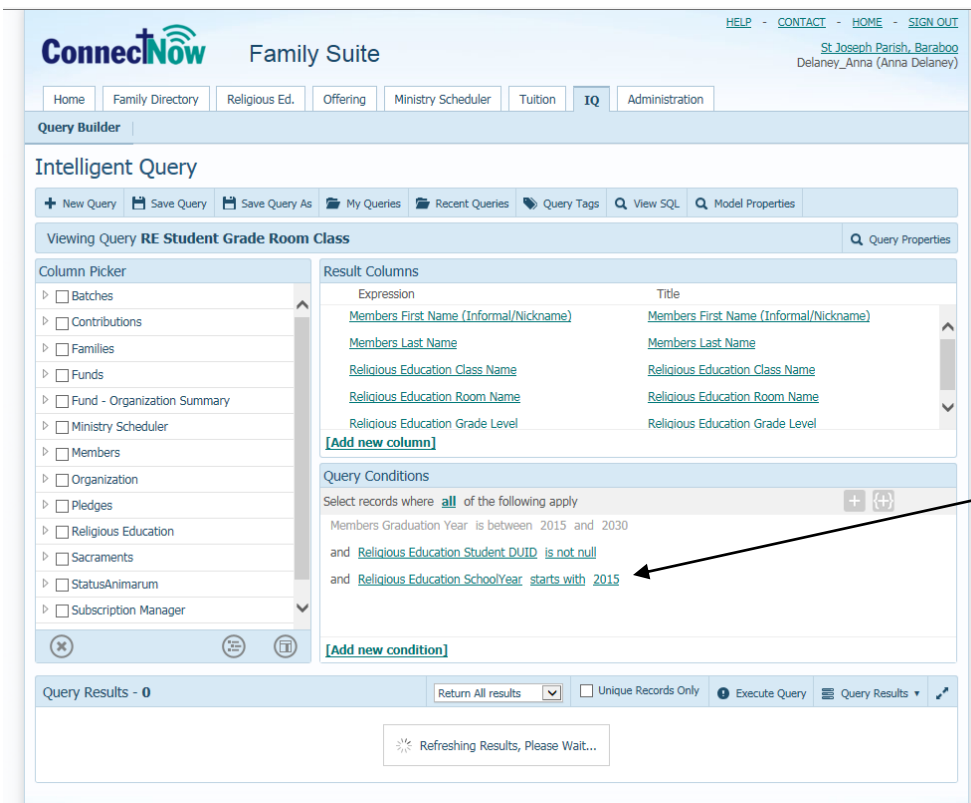 HELP - CONTACT - HOME - SIGN OUT
ConnectNow Family Suite
St Joseph Parish, Baraboo
Delaney_Anna (Anna Delaney)
Home Family Directory Religious Ed. Offering Ministry Scheduler Tuition IQ Administration
Query Builder
Intelligent Query
New Query Save Query Save Query As My Queries Recent Queries Query Tags View SQL Model Properties
Viewing Query RE Student Grade Room Class Query Properties
Column Picker
Batches
Contributions
Families
Funds
Fund - Organization Summary
Ministry Scheduler
Members
Organization
Pledges
Religious Education
Sacraments
StatusAnimarum
Subscription Manager
Result Columns
Expression Title
Members First Name (Informal/Nickname) Members First Name (Informal/Nickname)
Members Last Name Members Last Name
Religious Education Class Name Religious Education Class Name
Religious Education Room Name Religious Education Room Name
Religious Education Grade Level Religious Education Grade Level
[Add new column]
Query Conditions
Select records where all of the following apply
Members Graduation Year is between 2015 and 2030
and Religious Education Student DUID is not null
and Religious Education SchoolYear starts with 2015
[Add new condition]
Query Results - 0 Return All results Unique Records Only Execute Query Query Results
Refreshing Results, Please Wait...